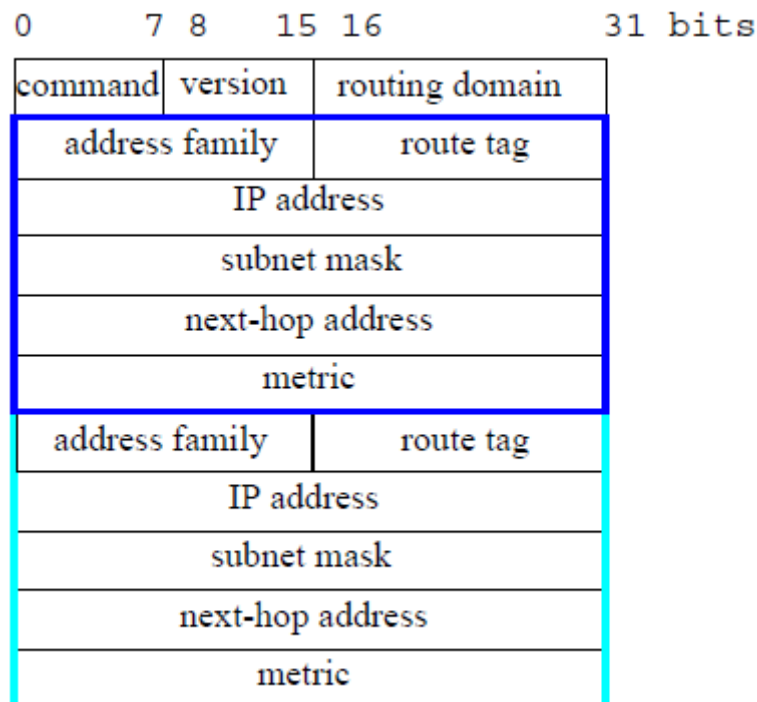 0 7 8 15 16 31 bits
command version routing domain
address family route tag
IP address
subnet mask
next-hop address
metric
address family route tag
IP address
subnet mask
next-hop address
metric